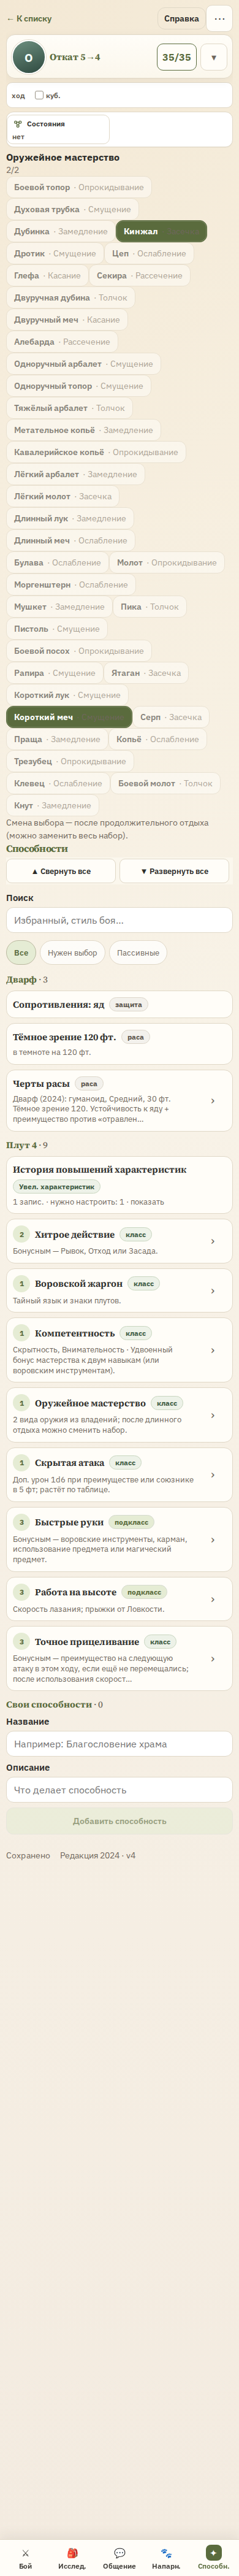 ← К списку
Справка
⋯
О
Откат 5→4
35/35
▼
ход
куб.
Состояния
нет
Оружейное мастерство
2/2
Боевой топор · Опрокидывание
Духовая трубка · Смущение
Дубинка · Замедление
Кинжал
Дротик · Смущение
Цеп · Ослабление
Глефа · Касание
Секира · Рассечение
Двуручная дубина · Толчок
Двуручный меч · Касание
Алебарда · Рассечение
Одноручный арбалет · Смущение
Одноручный топор · Смущение
Тяжёлый арбалет · Толчок
Метательное копьё · Замедление
Кавалерийское копьё · Опрокидывание
Лёгкий арбалет · Замедление
Лёгкий молот · Засечка
Длинный лук · Замедление
Длинный меч · Ослабление
Булава · Ослабление
Молот · Опрокидывание
Моргенштерн · Ослабление
Мушкет · Замедление
Пика · Толчок
Пистоль · Смущение
Боевой посох · Опрокидывание
Рапира · Смущение
Ятаган · Засечка
Короткий лук · Смущение
Короткий меч
Серп · Засечка
Праща · Замедление
Копьё · Ослабление
Трезубец · Опрокидывание
Клевец · Ослабление
Боевой молот · Толчок
Кнут · Замедление
Смена выбора — после продолжительного отдыха
(можно заменить весь набор).
Способности
▲ Свернуть все
▼ Развернуть все
Поиск
Избранный, стиль боя…
Все
Нужен выбор
Пассивные
Дварф · 3
Сопротивления: яд
защита
Тёмное зрение 120 фт.
раса
в темноте на 120 фт.
Черты расы
раса
Дварф (2024): гуманоид, Средний, 30 фт.
Тёмное зрение 120. Устойчивость к яду +
преимущество против «отравлен…
›
Плут 4 · 9
История повышений характеристик
Увел. характеристик
1 запис. · нужно настроить: 1 · показать
2
Хитрое действие
класс
Бонусным — Рывок, Отход или Засада.
›
1
Воровской жаргон
класс
Тайный язык и знаки плутов.
›
1
Компетентность
класс
Скрытность, Внимательность · Удвоенный
бонус мастерства к двум навыкам (или
воровским инструментам).
›
1
Оружейное мастерство
класс
2 вида оружия из владений; после длинного
отдыха можно сменить набор.
›
1
Скрытая атака
класс
Доп. урон 1d6 при преимуществе или союзнике
в 5 фт; растёт по таблице.
›
3
Быстрые руки
подкласс
Бонусным — воровские инструменты, карман,
использование предмета или магический
предмет.
›
3
Работа на высоте
подкласс
Скорость лазания; прыжки от Ловкости.
›
3
Точное прицеливание
класс
Бонусным — преимущество на следующую
атаку в этом ходу, если ещё не перемещались;
после использования скорост…
›
Свои способности · 0
Название
Например: Благословение храма
Описание
Что делает способность
Добавить способность
Сохранено
Редакция 2024 · v4
Бой
Исслед.
Общение
Напарн.
Способн.